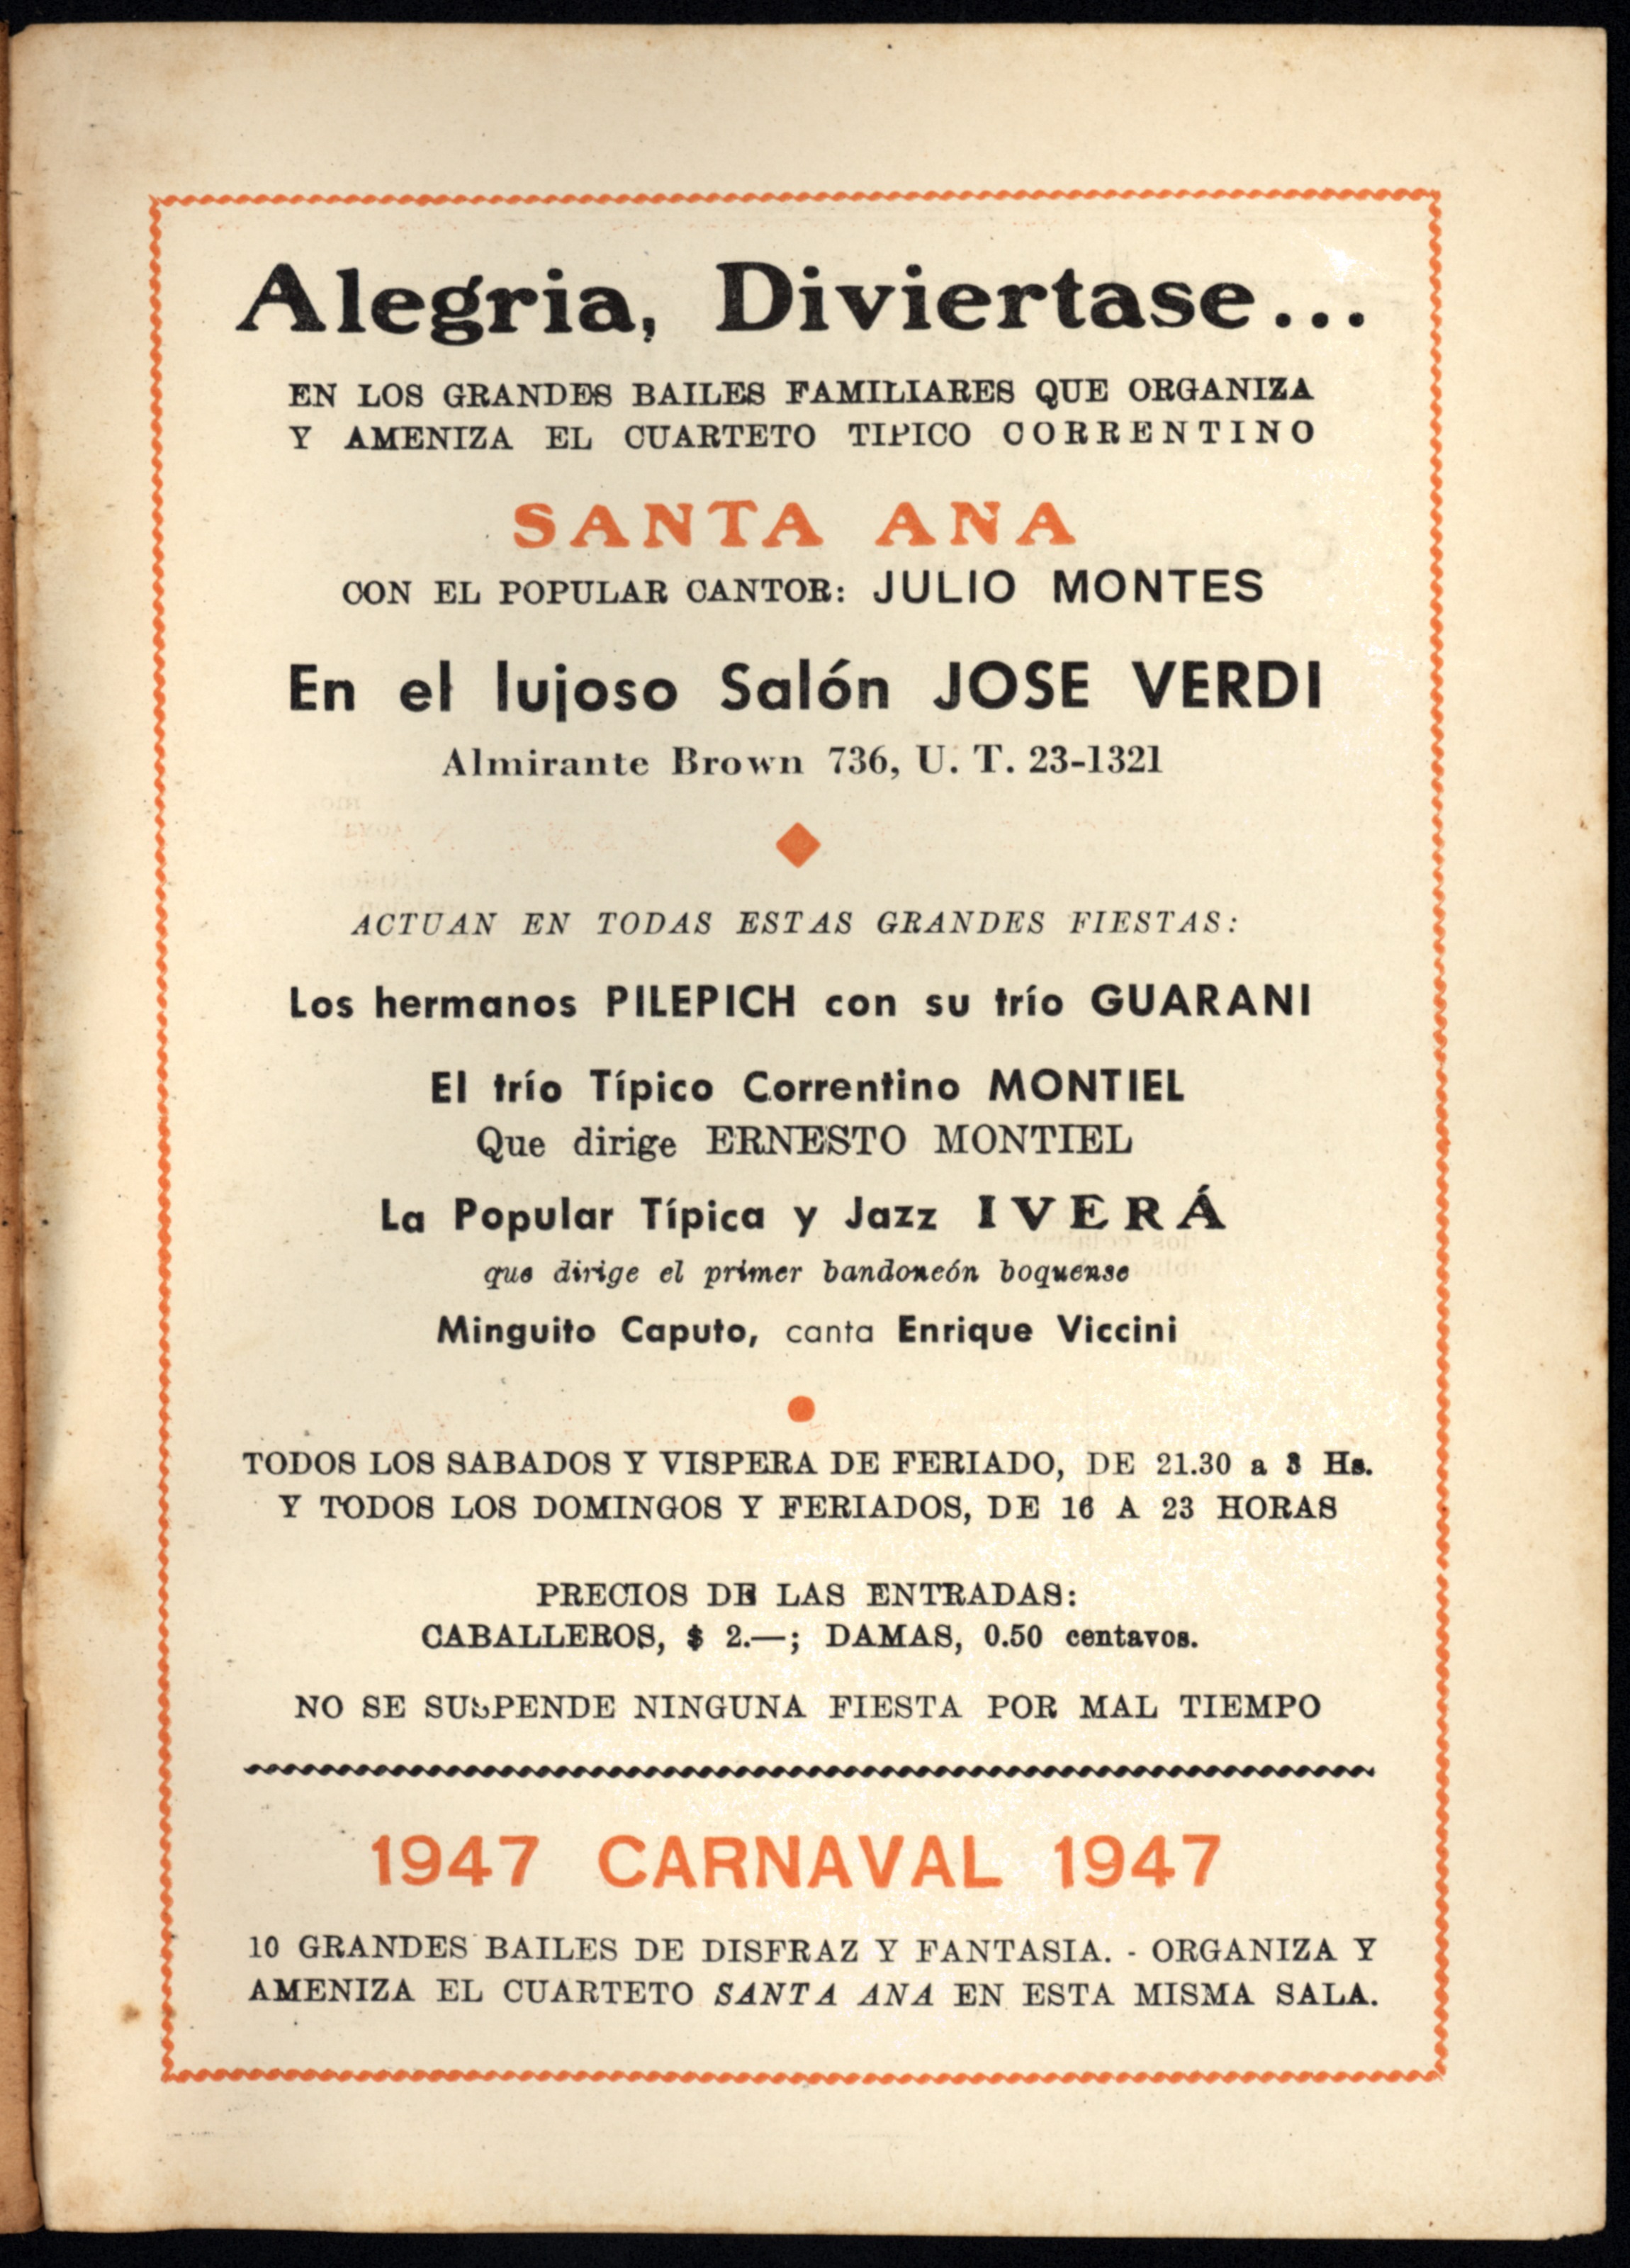 Alegria, Diviertase...
EN LOS GRANDES BAILES FAMILIARES QUE ORGANIZA
Y AMENIZA EL CUARTETO TIPICO CORRENTINO
SANTA ANA
CON EL POPULAR CANTOR: JULIO MONTES
En el lujoso Salón JOSE VERDI
Almirante Brown 736, U. T. 23-1321
ACTUAN EN TODAS ESTAS GRANDES FIESTAS:
Los hermanos PILEPICH con su trío GUARANI
El trío Típico Correntino MONTIEL
Que dirige ERNESTO MONTIEL
La Popular Típica y Jazz IVERÁ
que dirige el primer bandoneón boquense
Minguito Caputo, canta Enrique Viccini
TODOS LOS SABADOS Y VISPERA DE FERIADO, DE 21.30 a 3 Hs.
Y TODOS LOS DOMINGOS Y FERIADOS, DE 16 A 23 HORAS
PRECIOS DE LAS ENTRADAS:
CABALLEROS, $ 2.—; DAMAS, 0.50 centavos.
NO SE SUSPENDE NINGUNA FIESTA POR MAL TIEMPO
1947 CARNAVAL 1947
10 GRANDES BAILES DE DISFRAZ Y FANTASIA. - ORGANIZA Y
AMENIZA EL CUARTETO SANTA ANA EN ESTA MISMA SALA.